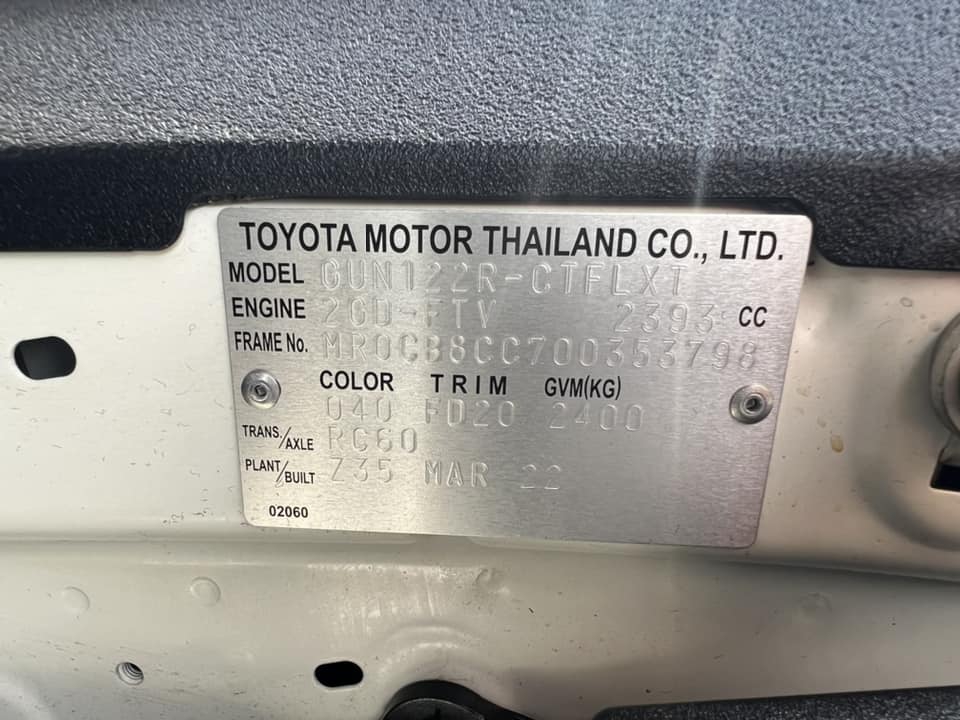 TOYOTA MOTOR THAILAND CO., LTD.
MODEL GUN122R-CTFLXT
ENGINE 2GD-FTV 2393 CC
FRAME No. MR0CB8CC700353798
COLOR TRIM GVM(KG)
040 FD20 2400
TRANS./AXLE RC60
PLANT/BUILT Z35 MAR 22
02060